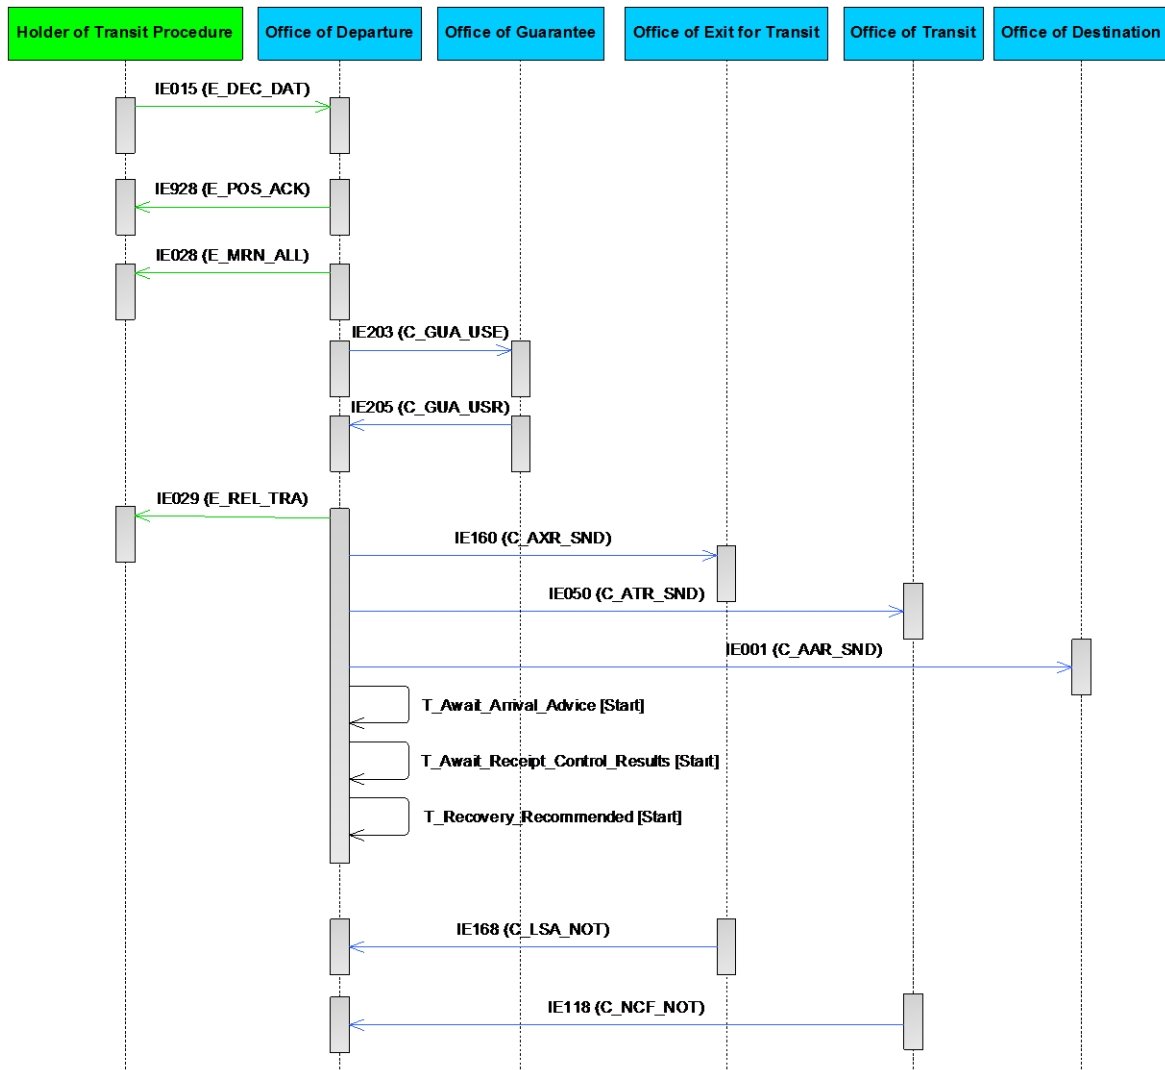 Holder of Transit Procedure
Office of Departure
Office of Guarantee
Office of Exit for Transit
Office of Transit
Office of Destination
IE015 (E_DEC_DAT)
IE928 (E_POS_ACK)
IE028 (E_MRN_ALL)
IE203 (C_GUA_USE)
IE205 (C_GUA_USR)
IE029 (E_REL_TRA)
IE160 (C_AXR_SND)
IE050 (C_ATR_SND)
IE001 (C_AAR_SND)
T_Await_Arrival_Advice [Start]
T_Await_Receipt_Control_Results [Start]
T_Recovery_Recommended [Start]
IE168 (C_LSA_NOT)
IE118 (C_NCF_NOT)